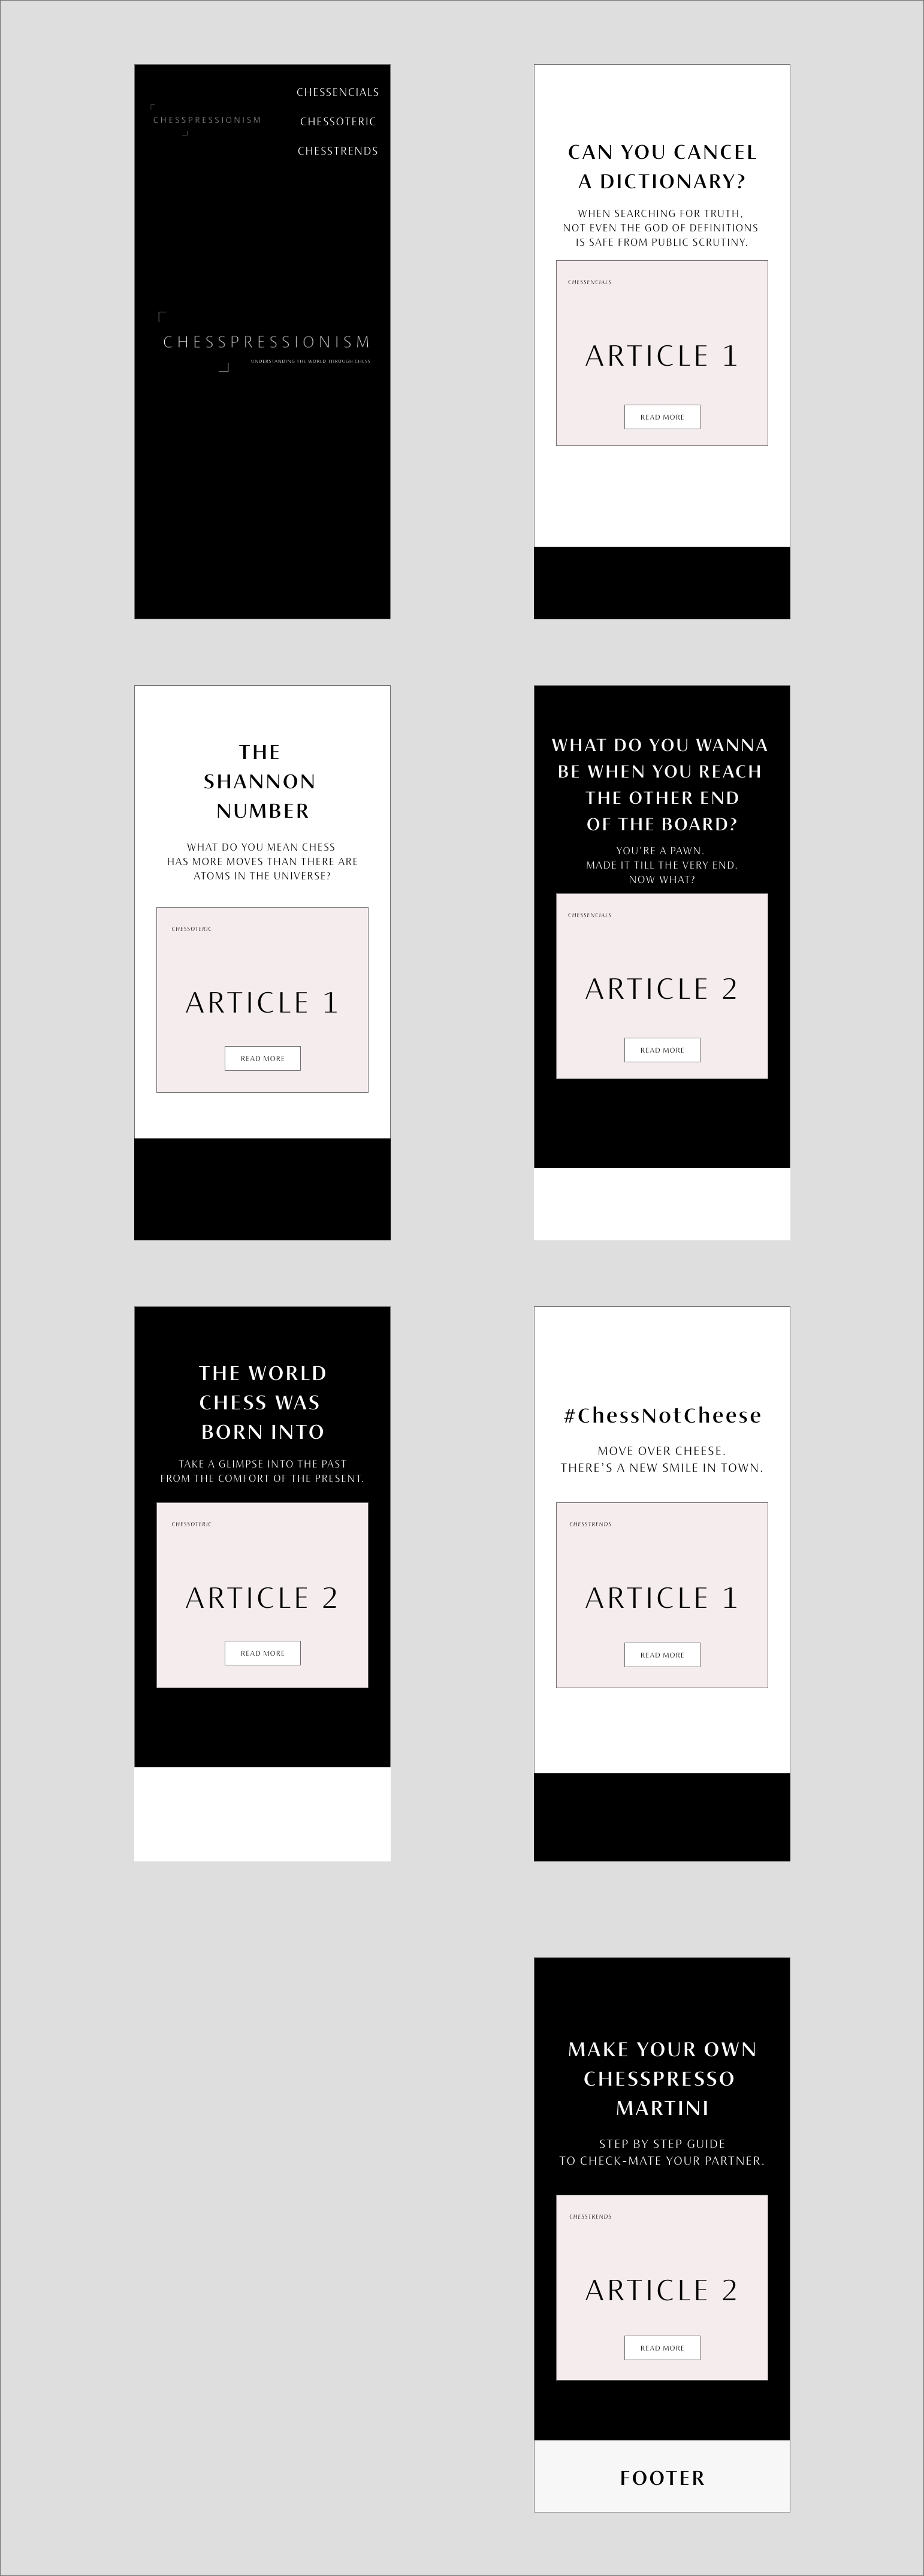 CHESSPRESSIONISM
CHESSENCIALS
CHESSOTERIC
CHESSTRENDS
CHESSPRESSIONISM
UNDERSTANDING THE WORLD THROUGH CHESS
CAN YOU CANCEL
A DICTIONARY?
WHEN SEARCHING FOR TRUTH,
NOT EVEN THE GOD OF DEFINITIONS
IS SAFE FROM PUBLIC SCRUTINY.
CHESSENCIALS
ARTICLE 1
READ MORE
THE
SHANNON
NUMBER
WHAT DO YOU MEAN CHESS
HAS MORE MOVES THAN THERE ARE
ATOMS IN THE UNIVERSE?
CHESSOTERIC
ARTICLE 1
READ MORE
WHAT DO YOU WANNA
BE WHEN YOU REACH
THE OTHER END
OF THE BOARD?
YOU'RE A PAWN.
MADE IT TILL THE VERY END.
NOW WHAT?
CHESSENCIALS
ARTICLE 2
READ MORE
THE WORLD
CHESS WAS
BORN INTO
TAKE A GLIMPSE INTO THE PAST
FROM THE COMFORT OF THE PRESENT.
CHESSOTERIC
ARTICLE 2
READ MORE
#ChessNotCheese
MOVE OVER CHEESE.
THERE'S A NEW SMILE IN TOWN.
CHESSTRENDS
ARTICLE 1
READ MORE
MAKE YOUR OWN
CHESSPRESSO
MARTINI
STEP BY STEP GUIDE
TO CHECK-MATE YOUR PARTNER.
CHESSTRENDS
ARTICLE 2
READ MORE
FOOTER